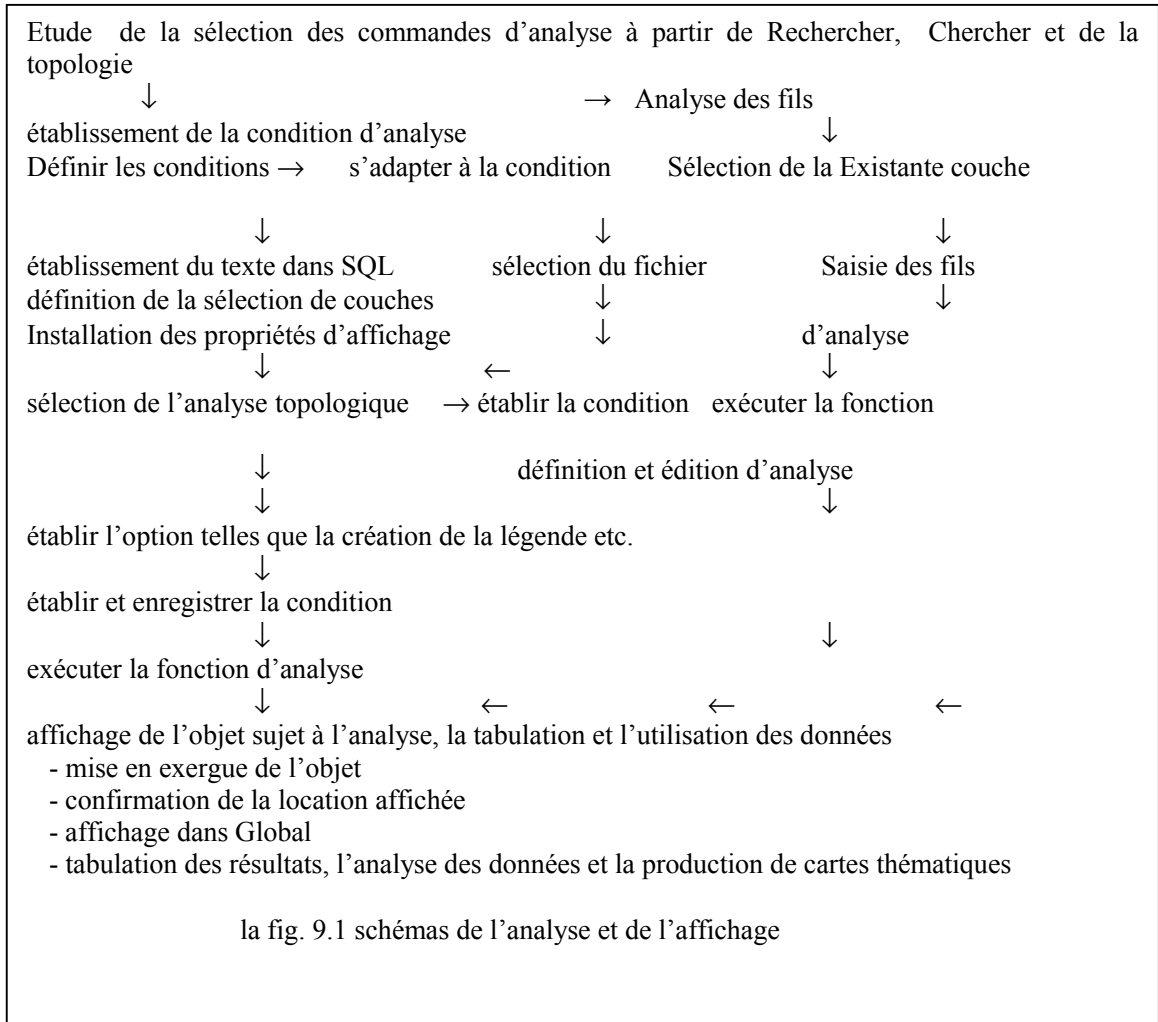 Etude de la sélection des commandes d’analyse à partir de Rechercher, Chercher et de la
topologie
↓ → Analyse des fils
établissement de la condition d’analyse ↓
Définir les conditions → s’adapter à la condition Sélection de la Existante couche
↓ ↓ ↓
établissement du texte dans SQL sélection du fichier Saisie des fils
définition de la sélection de couches ↓ ↓
Installation des propriétés d’affichage ↓ d’analyse
↓ ← ↓
sélection de l’analyse topologique → établir la condition exécuter la fonction
↓ définition et édition d’analyse
↓ ↓
établir l’option telles que la création de la légende etc.
↓
établir et enregistrer la condition
↓ ↓
exécuter la fonction d’analyse
↓ ← ← ←
affichage de l’objet sujet à l’analyse, la tabulation et l’utilisation des données
- mise en exergue de l’objet
- confirmation de la location affichée
- affichage dans Global
- tabulation des résultats, l’analyse des données et la production de cartes thématiques
la fig. 9.1 schémas de l’analyse et de l’affichage